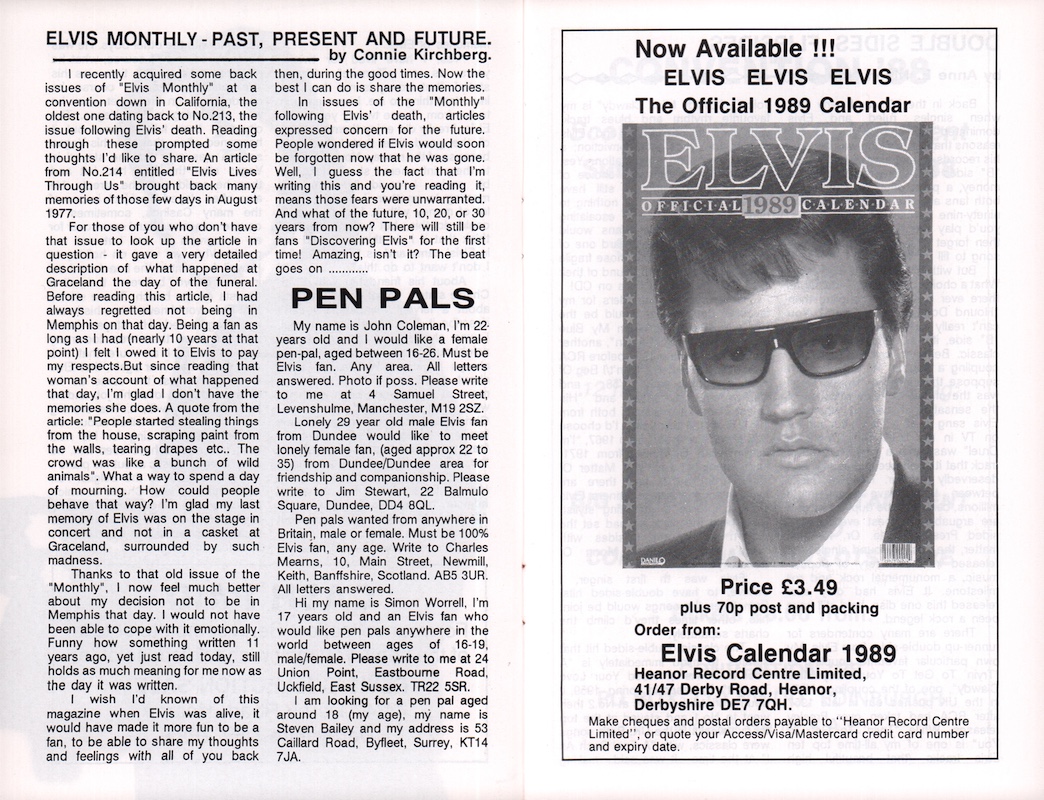 ELVIS MONTHLY - PAST, PRESENT AND FUTURE.
by Connie Kirchberg.
I recently acquired some back
issues of "Elvis Monthly" at a
convention down in California, the
oldest one dating back to No.213, the
issue following Elvis' death. Reading
through these prompted some
thoughts I'd like to share. An article
from No.214 entitled "Elvis Lives
Through Us" brought back many
memories of those few days in August
1977.
For those of you who don't have
that issue to look up the article in
question - it gave a very detailed
description of what happened at
Graceland the day of the funeral.
Before reading this article, I had
always regretted not being in
Memphis on that day. Being a fan as
long as I had (nearly 10 years at that
point) I felt I owed it to Elvis to pay
my respects.But since reading that
woman's account of what happened
that day, I'm glad I don't have the
memories she does. A quote from the
article: "People started stealing things
from the house, scraping paint from
the walls, tearing drapes etc.. The
crowd was like a bunch of wild
animals". What a way to spend a day
of mourning. How could people
behave that way? I'm glad my last
memory of Elvis was on the stage in
concert and not in a casket at
Graceland, surrounded by such
madness.
Thanks to that old issue of the
"Monthly", I now feel much better
about my decision not to be in
Memphis that day. I would not have
been able to cope with it emotionally.
Funny how something written 11
years ago, yet just read today, still
holds as much meaning for me now as
the day it was written.
I wish I'd known of this
magazine when Elvis was alive, it
would have made it more fun to be a
fan, to be able to share my thoughts
and feelings with all of you back
then, during the good times. Now the
best I can do is share the memories.
In issues of the "Monthly"
following Elvis' death, articles
expressed concern for the future.
People wondered if Elvis would soon
be forgotten now that he was gone.
Well, I guess the fact that I'm
writing this and you're reading it,
means those fears were unwarranted.
And what of the future, 10, 20, or 30
years from now? There will still be
fans "Discovering Elvis" for the first
time! Amazing, isn't it? The beat
goes on ............
PEN PALS
My name is John Coleman, I'm 22-
years old and I would like a female
pen-pal, aged between 16-26. Must be
Elvis fan. Any area. All letters
answered. Photo if poss. Please write
to me at 4 Samuel Street,
Levenshulme, Manchester, M19 2SZ.
Lonely 29 year old male Elvis fan
from Dundee would like to meet
lonely female fan, (aged approx 22 to
35) from Dundee/Dundee area for
friendship and companionship. Please
write to Jim Stewart, 22 Balmulo
Square, Dundee, DD4 8QL.
Pen pals wanted from anywhere in
Britain, male or female. Must be 100%
Elvis fan, any age. Write to Charles
Mearns, 10, Main Street, Newmill,
Keith, Banffshire, Scotland. AB5 3UR.
All letters answered.
Hi my name is Simon Worrell, I'm
17 years old and an Elvis fan who
would like pen pals anywhere in the
world between ages of 16-19,
male/female. Please write to me at 24
Union Point, Eastbourne Road,
Uckfield, East Sussex. TR22 5SR.
I am looking for a pen pal aged
around 18 (my age), my name is
Steven Bailey and my address is 53
Caillard Road, Byfleet, Surrey, KT14
7JA.
Now Available !!!
ELVIS ELVIS ELVIS
The Official 1989 Calendar
ELVIS
OFFICIAL 1989 CALENDAR
DANILO
Price £3.49
plus 70p post and packing
Order from:
Elvis Calendar 1989
Heanor Record Centre Limited,
41/47 Derby Road, Heanor,
Derbyshire DE7 7QH.
Make cheques and postal orders payable to "Heanor Record Centre
Limited", or quote your Access/Visa/Mastercard credit card number
and expiry date.